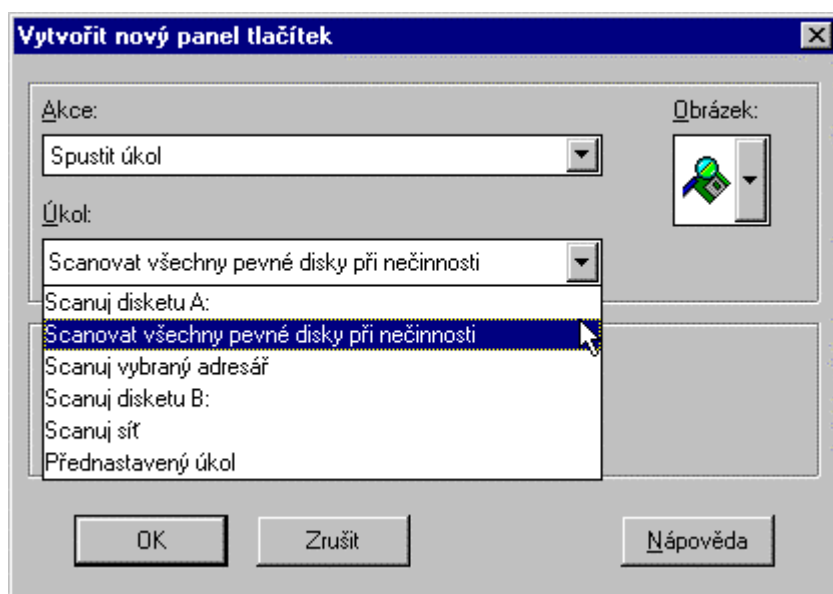 Vytvořit nový panel tlačítek
Akce:
Obrázek:
Spustit úkol
Úkol:
Scanovat všechny pevné disky při nečinnosti
Scanuj disketu A:
Scanovat všechny pevné disky při nečinnosti
Scanuj vybraný adresář
Scanuj disketu B:
Scanuj síť
Přednastavený úkol
OK
Zrušit
Nápověda